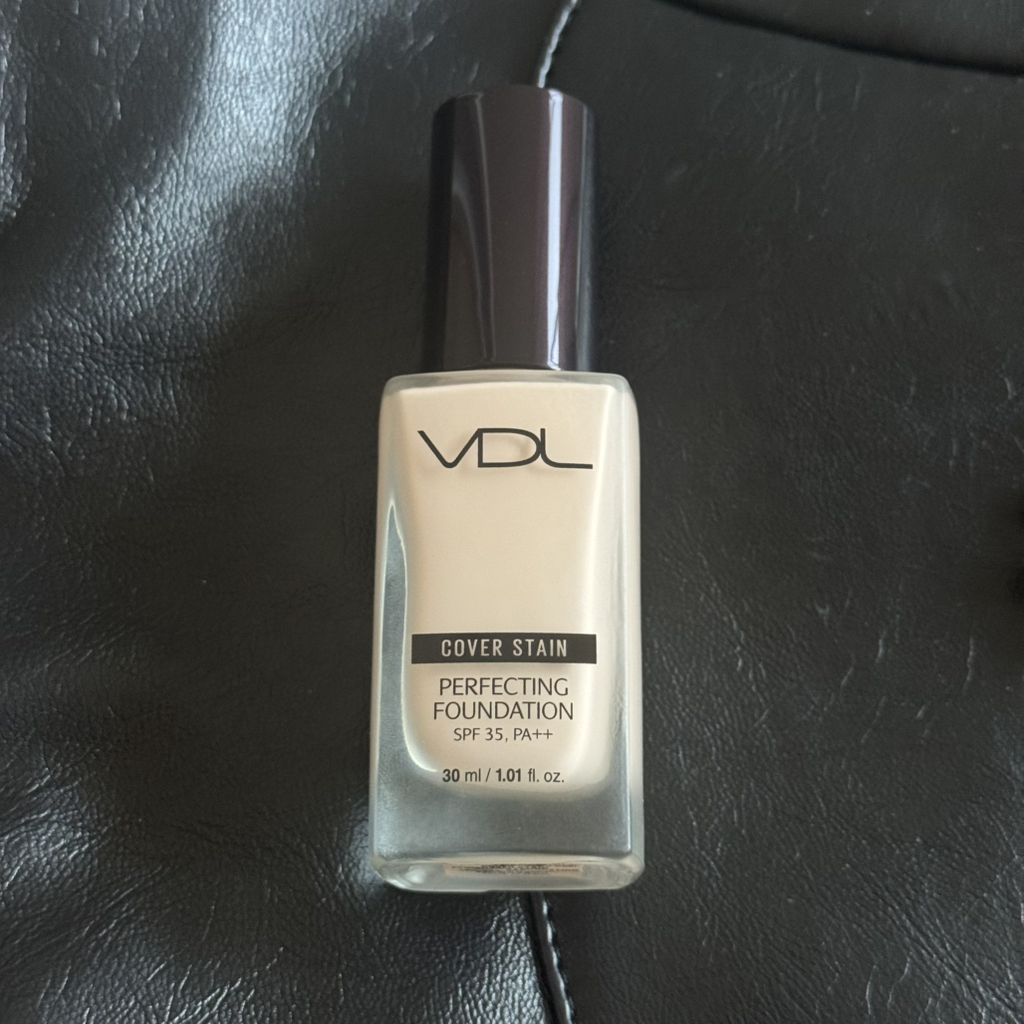 VDL
COVER STAIN
PERFECTING
FOUNDATION
SPF 35, PA++
30 ml / 1.01 fl. oz.